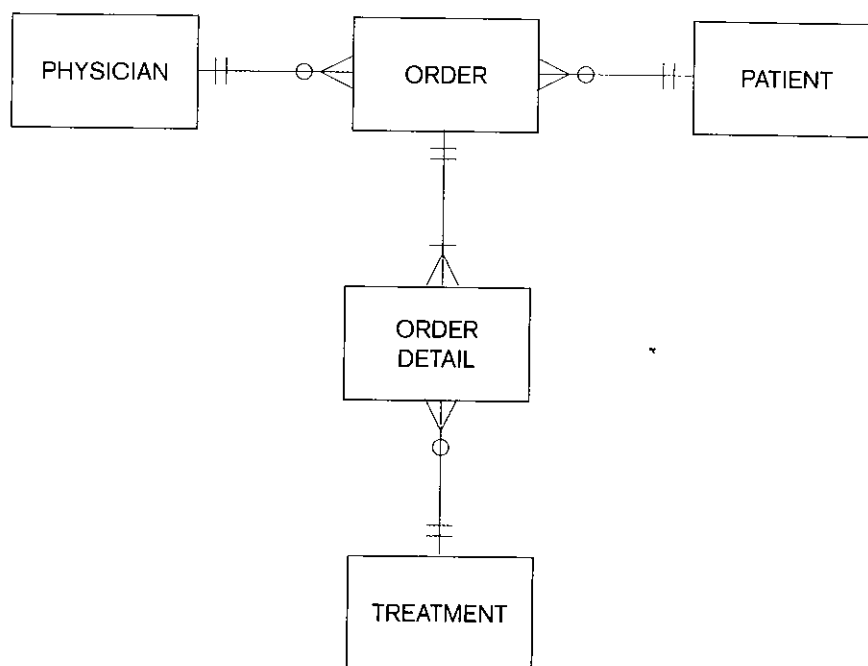 PHYSICIAN
ORDER
PATIENT
ORDER
DETAIL
TREATMENT